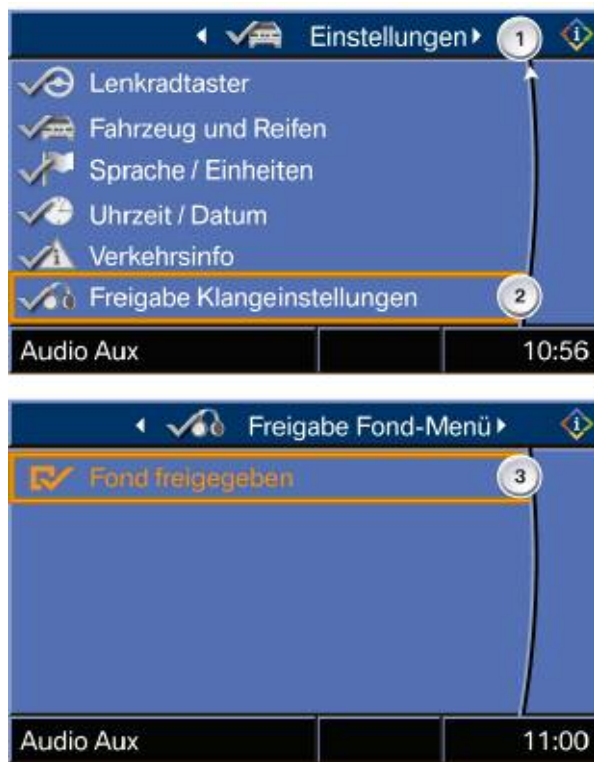 Einstellungen 1 i
Lenkradtaster
Fahrzeug und Reifen
Sprache / Einheiten
Uhrzeit / Datum
Verkehrsinfo
Freigabe Klangeinstellungen 2
Audio Aux 10:56
Freigabe Fond-Menü i
Fond freigegeben 3
Audio Aux 11:00